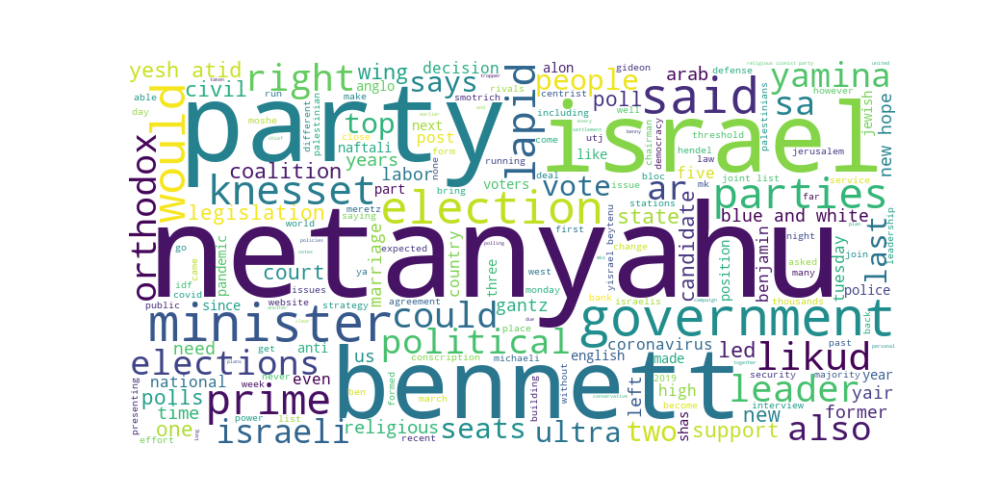 netanyahu
party
israel
bennett
government
minister
election
said
political
parties
knesset
prime
likud
elections
would
right
leader
lapid
israeli
orthodox
could
people
yamina
also
vote
top
says
seats
ultra
two
last
yesh atid
civil
wing
anglo
decision
naftali
years
next
post
coalition
labor
part
voters
like
poll
alon
arab
sa
ar
five
state
candidate
blue and white
benjamin
position
tuesday
new hope
jewish
joint list
threshold
palestinians
jerusalem
hendel
law
mk
far
service
chairman
democracy
defense
however
gideon
smotrich
rivals
centrist
including
well
come
utj
running
deal
issue
bloc
stations
first
yisrael beytenu
change
night
asked
many
join
leadership
police
thousands
israelis
bank
west
monday
three
country
marriage
legislation
pandemic
court
since
website
strategy
agreement
place
gantz
expected
saying
bring
meretz
world
policies
issues
public
covid
idf
came
go
ya
need
anti
us
even
never
get
week
national
polls
time
one
effort
presenting
power
list
march
recent
religious
ben
formed
conscription
michaeli
english
building
without
coronavirus
made
led
left
high
2019
become
share
support
new
security
majority
interview
former
yair
year
past
back
personal
different
palestinian
moshe
able
day
run
make
close
form
none
religious zionist party
united
polling
campaign
together
conservative